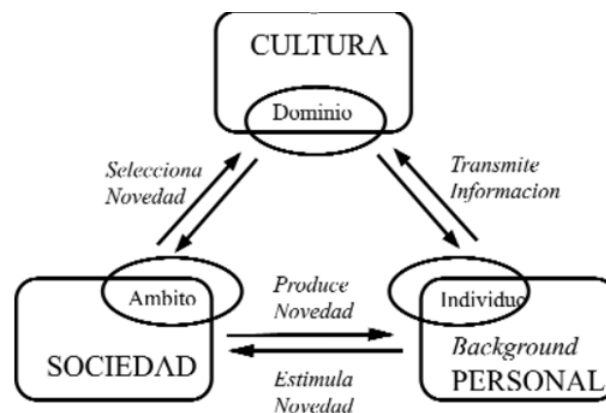 CULTURA
Dominio
Selecciona
Novedad
Transmite
Informacion
Ambito
Produce
Novedad
Individuo
SOCIEDAD
Background
PERSONAL
Estimula
Novedad